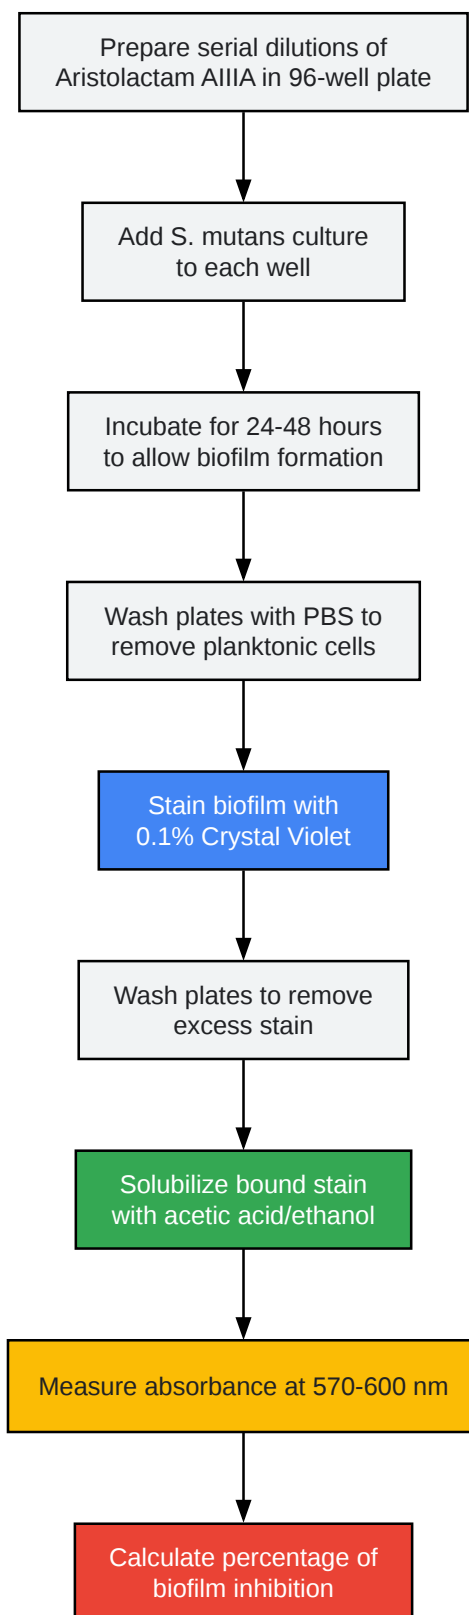 Prepare serial dilutions of
Aristolactam AIIIA in 96-well plate
Add S. mutans culture
to each well
Incubate for 24-48 hours
to allow biofilm formation
Wash plates with PBS to
remove planktonic cells
Stain biofilm with
0.1% Crystal Violet
Wash plates to remove
excess stain
Solubilize bound stain
with acetic acid/ethanol
Measure absorbance at 570-600 nm
Calculate percentage of
biofilm inhibition